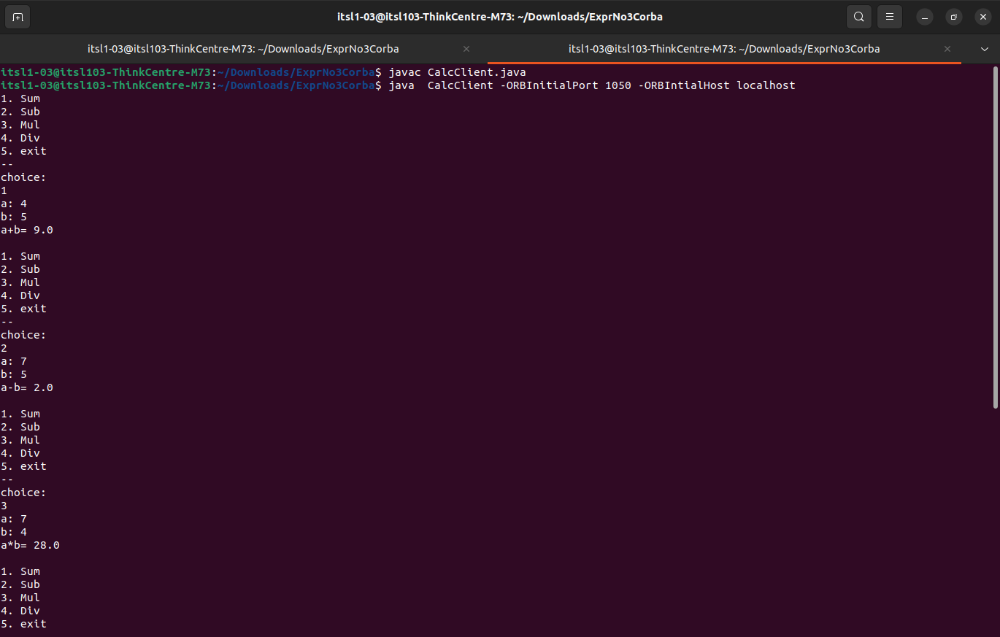 itsl1-03@itsl103-ThinkCentre-M73: ~/Downloads/ExprNo3Corba
itsl1-03@itsl103-ThinkCentre-M73: ~/Downloads/ExprNo3Corba
itsl1-03@itsl103-ThinkCentre-M73: ~/Downloads/ExprNo3Corba
itsl1-03@itsl103-ThinkCentre-M73:~/Downloads/ExprNo3Corba$ javac CalcClient.java
itsl1-03@itsl103-ThinkCentre-M73:~/Downloads/ExprNo3Corba$ java  CalcClient -ORBInitialPort 1050 -ORBIntialHost localhost
1. Sum
2. Sub
3. Mul
4. Div
5. exit
--
choice:
1
a: 4
b: 5
a+b= 9.0
1. Sum
2. Sub
3. Mul
4. Div
5. exit
--
choice:
2
a: 7
b: 5
a-b= 2.0
1. Sum
2. Sub
3. Mul
4. Div
5. exit
--
choice:
3
a: 7
b: 4
a*b= 28.0
1. Sum
2. Sub
3. Mul
4. Div
5. exit